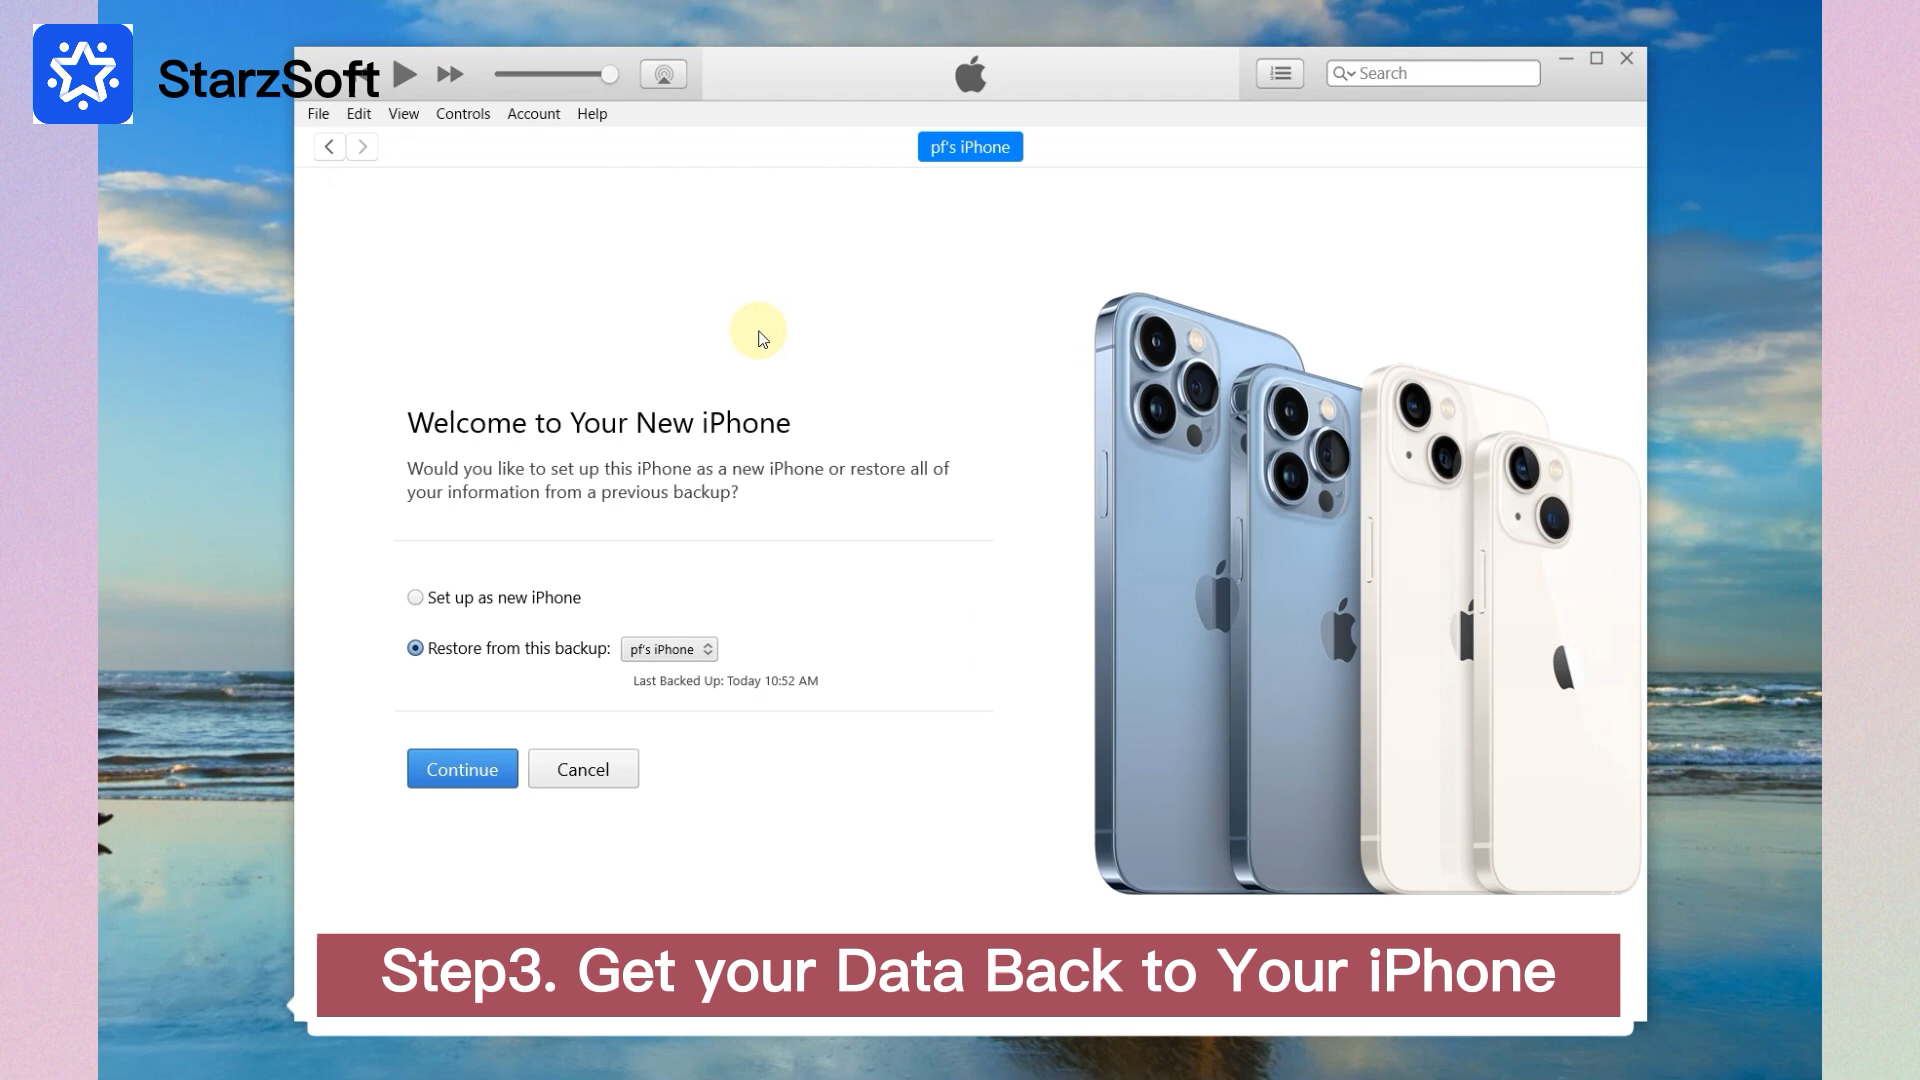 StarzSoft
Search
File Edit View Controls Account Help
pf's iPhone
Welcome to Your New iPhone
Would you like to set up this iPhone as a new iPhone or restore all of
your information from a previous backup?
Set up as new iPhone
Restore from this backup: pf's iPhone
Last Backed Up: Today 10:52 AM
Continue Cancel
Step3. Get your Data Back to Your iPhone